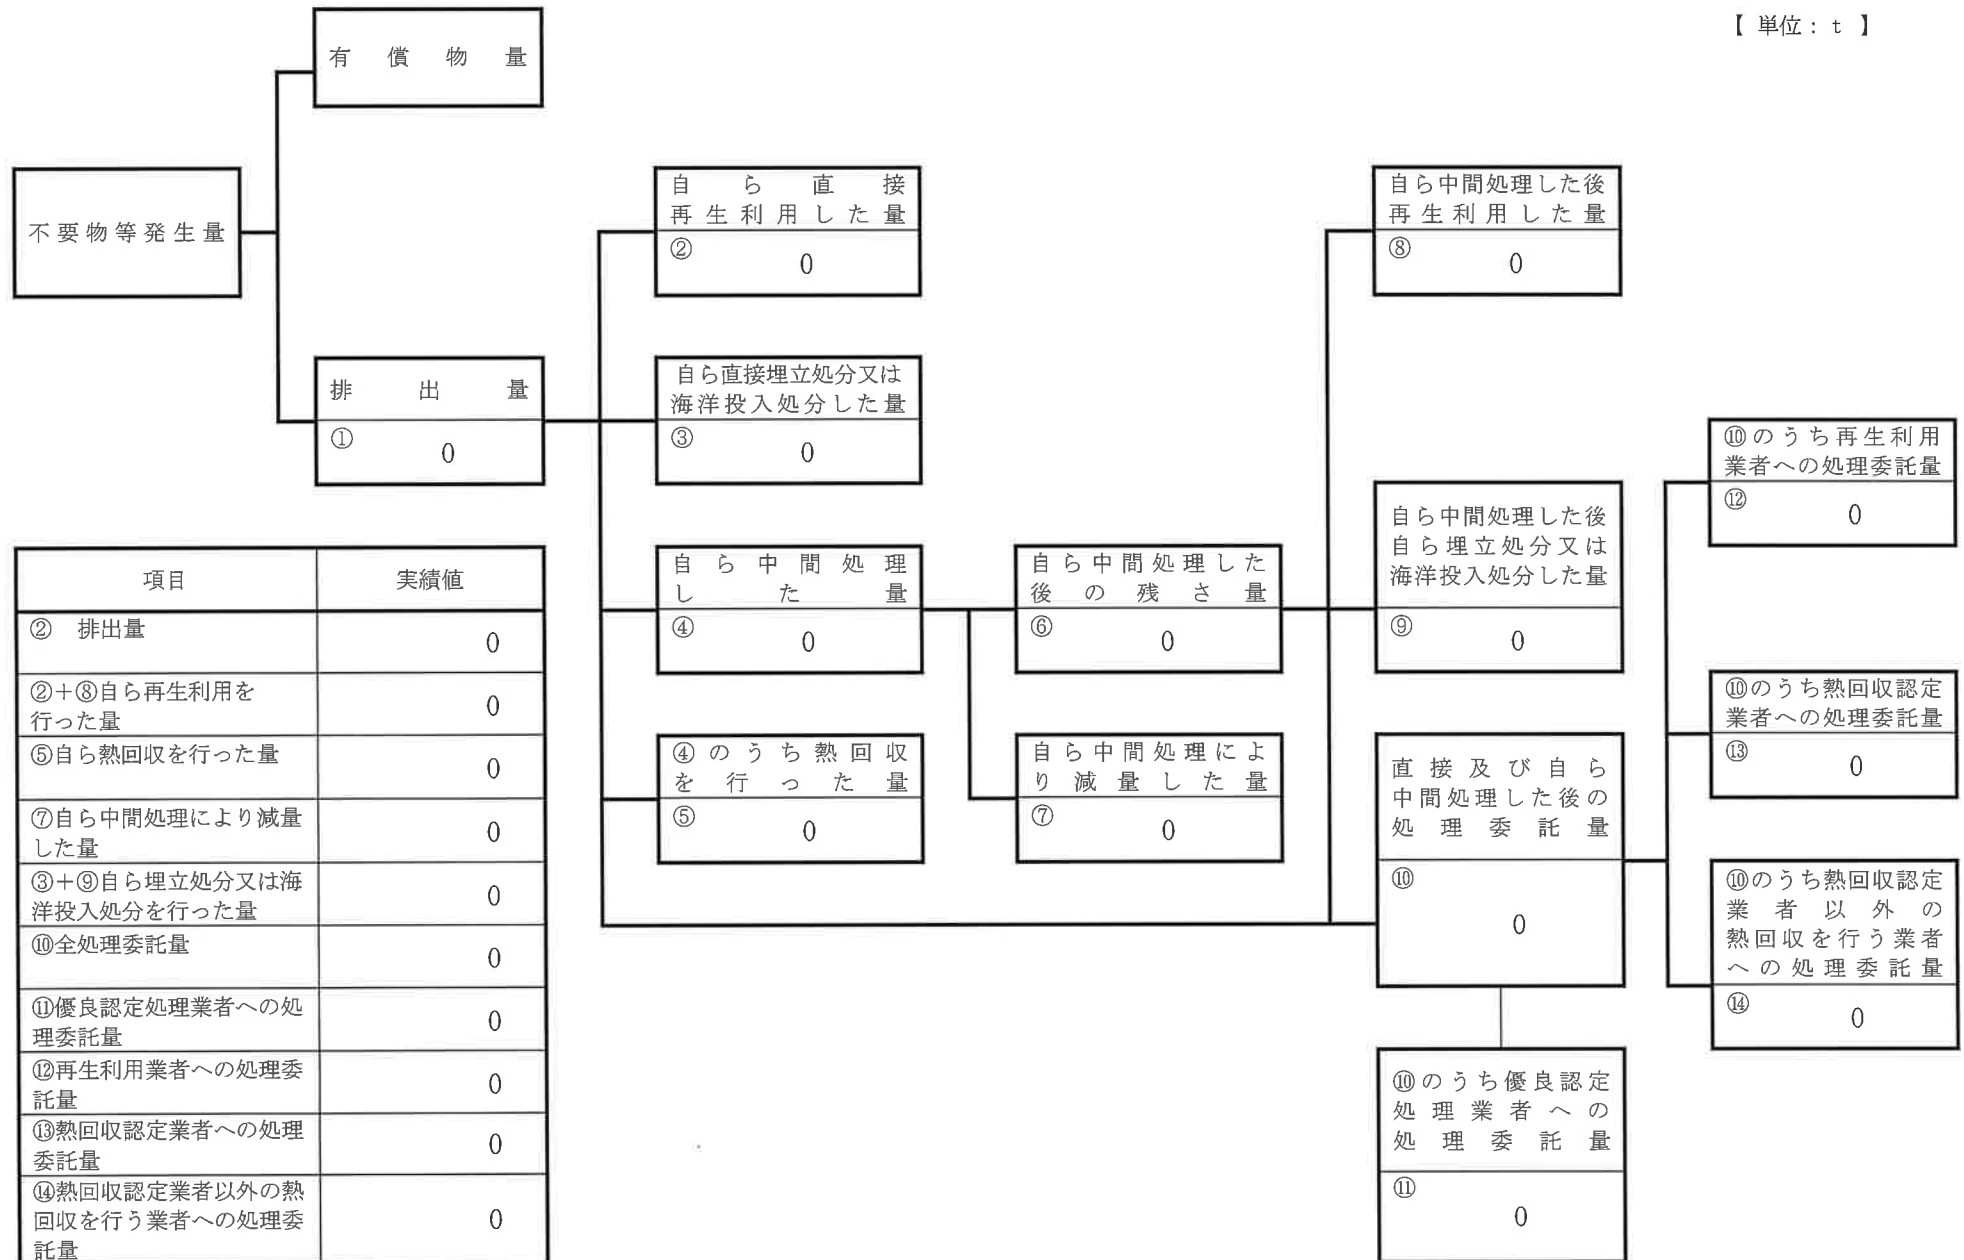 【 単位：ｔ 】
有償物量
不要物等発生量
排出量
①
0
自ら直接
再生利用した量
②
0
自ら直接埋立処分又は
海洋投入処分した量
③
0
自ら中間処理
した量
④
0
④のうち熱回収
を行った量
⑤
0
自ら中間処理した
後の残さ量
⑥
0
自ら中間処理によ
り減量した量
⑦
0
自ら中間処理した後
再生利用した量
⑧
0
自ら中間処理した後
自ら埋立処分又は
海洋投入処分した量
⑨
0
直接及び自ら
中間処理した後の
処理委託量
⑩
0
⑩のうち優良認定
処理業者への
処理委託量
⑪
0
⑩のうち再生利用
業者への処理委託量
⑫
0
⑩のうち熱回収認定
業者への処理委託量
⑬
0
⑩のうち熱回収認定
業者以外の
熱回収を行う業者
への処理委託量
⑭
0
項目 実績値
② 排出量 0
②＋⑧自ら再生利用を
行った量 0
⑤自ら熱回収を行った量 0
⑦自ら中間処理により減量
した量 0
③＋⑨自ら埋立処分又は海
洋投入処分を行った量 0
⑩全処理委託量 0
⑪優良認定処理業者への処
理委託量 0
⑫再生利用業者への処理委
託量 0
⑬熱回収認定業者への処理
委託量 0
⑭熱回収認定業者以外の熱
回収を行う業者への処理委 0
託量